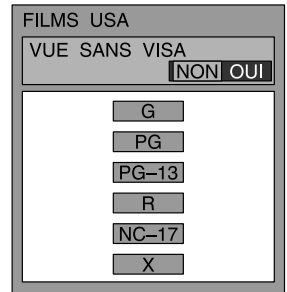 FILMS USA
VUE SANS VISA
NON OUI
G
PG
PG–13
R
NC–17
X